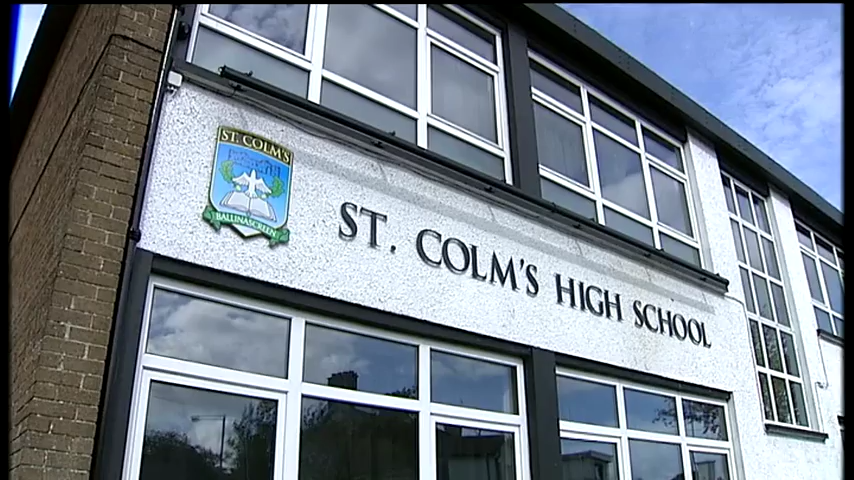 ST. COLM'S
BALLINASCREEN
ST. COLM'S HIGH SCHOOL